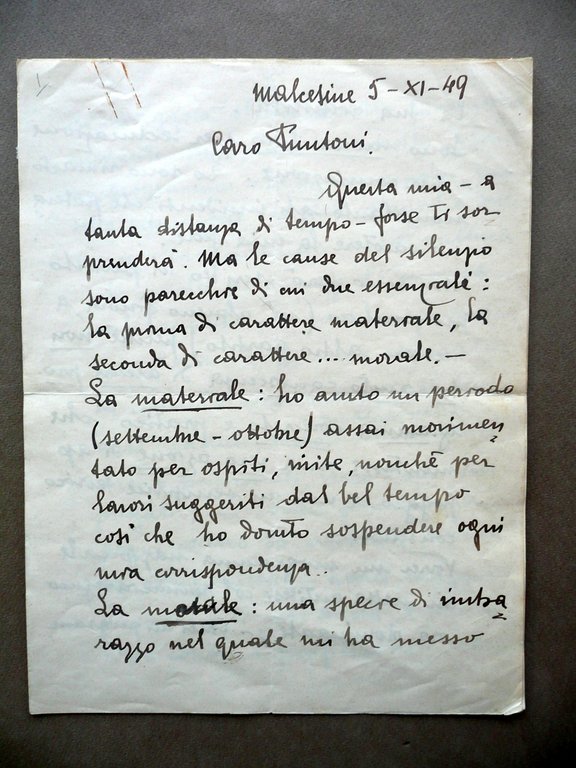 Malcesine 5-XI-49
Caro Puntoni.
Questa mia – a
tanta distanza di tempo – forse Ti sor
prenderà. Ma le cause del silenzio
sono parecchie di cui due essenziali:
la prima di carattere materiale, la
seconda di carattere... morale. –
La materiale: ho avuto un periodo
(settembre – ottobre) assai movimen=
tato per ospiti, visite, nonché per
lavori suggeriti dal bel tempo
così che ho dovuto sospendere ogni
mia corrispondenza..
La morale: una specie di imba=
razzo nel quale mi ha messo